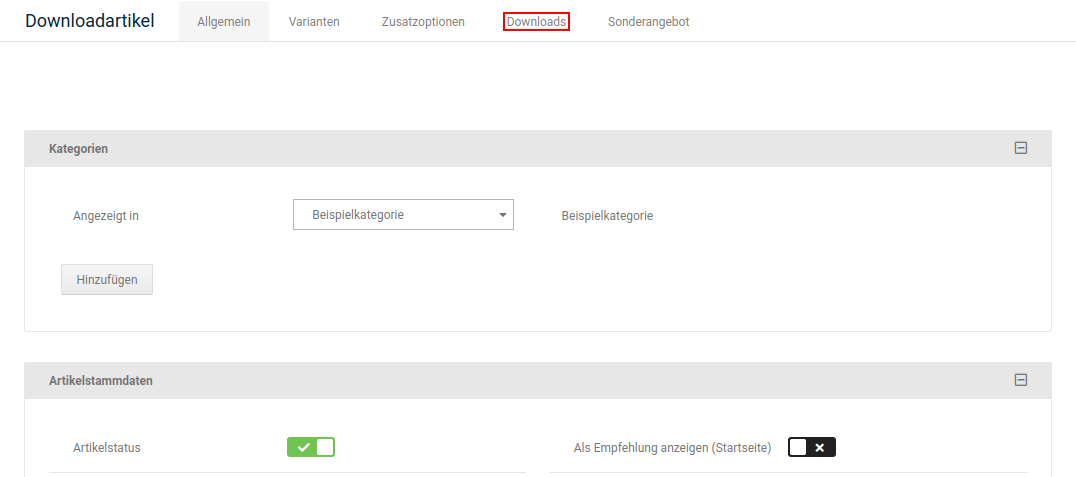 Downloadartikel Allgemein Varianten Zusatzoptionen Downloads Sonderangebot
Kategorien
Angezeigt in Beispielkategorie Beispielkategorie
Hinzufügen
Artikelstammdaten
Artikelstatus Als Empfehlung anzeigen (Startseite)